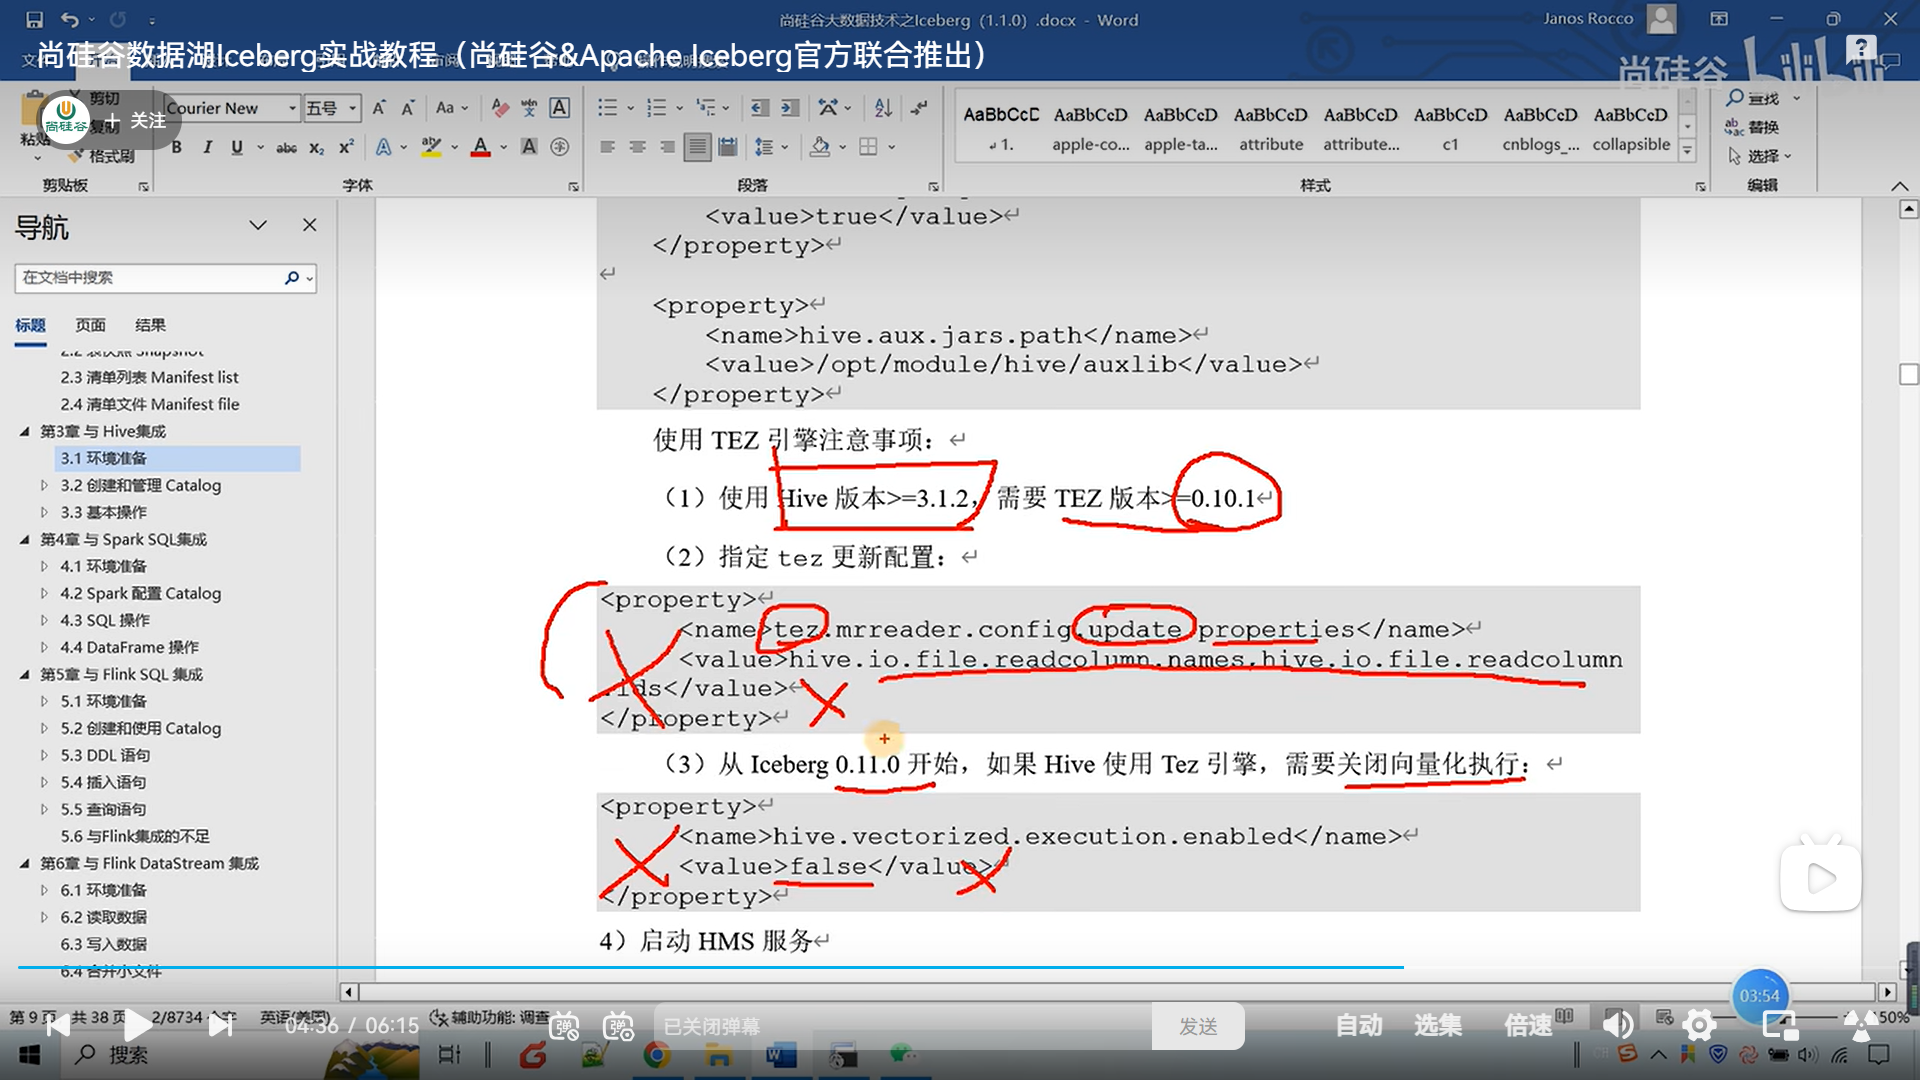 尚硅谷大数据技术之Iceberg（1.1.0）.docx - Word
Janos Rocco
尚硅谷数据湖Iceberg实战教程（尚硅谷&Apache Iceberg官方联合推出）
尚硅谷 bilibili
尚硅谷
+ 关注
剪切
复制
格式刷
粘贴
Courier New
五号
Aa
B I U abc x₂ x²
查找
替换
选择
AaBbCcD AaBbCcD AaBbCcD AaBbCcD AaBbCcD AaBbCcD AaBbCcD AaBbCcD
1. apple-co... apple-ta... attribute attribute... c1 cnblogs_... collapsible
剪贴板
字体
段落
样式
编辑
导航
在文档中搜索
标题 页面 结果
2.3 清单列表 Manifest list
2.4 清单文件 Manifest file
第3章 与 Hive集成
3.1 环境准备
3.2 创建和管理 Catalog
3.3 基本操作
第4章 与 Spark SQL集成
4.1 环境准备
4.2 Spark 配置 Catalog
4.3 SQL 操作
4.4 DataFrame 操作
第5章 与 Flink SQL 集成
5.1 环境准备
5.2 创建和使用 Catalog
5.3 DDL 语句
5.4 插入语句
5.5 查询语句
5.6 与Flink集成的不足
第6章 与 Flink DataStream 集成
6.1 环境准备
6.2 读取数据
6.3 写入数据
6.4 合并小文件
<value>true</value>
</property>
<property>
<name>hive.aux.jars.path</name>
<value>/opt/module/hive/auxlib</value>
</property>
使用 TEZ 引擎注意事项：
（1）使用 Hive 版本>=3.1.2，需要 TEZ 版本>=0.10.1
（2）指定 tez 更新配置：
<property>
<name>tez.mrreader.config.update.properties</name>
<value>hive.io.file.readcolumn.names,hive.io.file.readcolumn
.ids</value>
</property>
（3）从 Iceberg 0.11.0 开始，如果 Hive 使用 Tez 引擎，需要关闭向量化执行：
<property>
<name>hive.vectorized.execution.enabled</name>
<value>false</value>
</property>
4）启动 HMS 服务
03:54
第 9 页，共 38 页
2/8734 个字
英语(美国)
辅助功能: 调查
50%
04:36 / 06:15
已关闭弹幕
发送
自动 选集 倍速
搜索